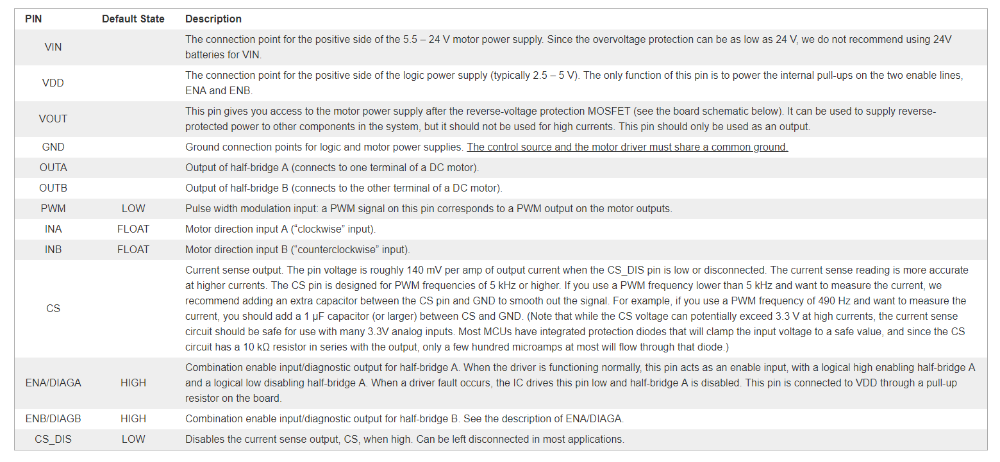 PIN Default State Description
VIN The connection point for the positive side of the 5.5 – 24 V motor power supply. Since the overvoltage protection can be as low as 24 V, we do not recommend using 24V
batteries for VIN.
VDD The connection point for the positive side of the logic power supply (typically 2.5 – 5 V). The only function of this pin is to power the internal pull-ups on the two enable lines,
ENA and ENB.
VOUT This pin gives you access to the motor power supply after the reverse-voltage protection MOSFET (see the board schematic below). It can be used to supply reverse-
protected power to other components in the system, but it should not be used for high currents. This pin should only be used as an output.
GND Ground connection points for logic and motor power supplies. The control source and the motor driver must share a common ground.
OUTA Output of half-bridge A (connects to one terminal of a DC motor).
OUTB Output of half-bridge B (connects to the other terminal of a DC motor).
PWM LOW Pulse width modulation input: a PWM signal on this pin corresponds to a PWM output on the motor outputs.
INA FLOAT Motor direction input A (“clockwise” input).
INB FLOAT Motor direction input B (“counterclockwise” input).
CS Current sense output. The pin voltage is roughly 140 mV per amp of output current when the CS_DIS pin is low or disconnected. The current sense reading is more accurate
at higher currents. The CS pin is designed for PWM frequencies of 5 kHz or higher. If you use a PWM frequency lower than 5 kHz and want to measure the current, we
recommend adding an extra capacitor between the CS pin and GND to smooth out the signal. For example, if you use a PWM frequency of 490 Hz and want to measure the
current, you should add a 1 μF capacitor (or larger) between CS and GND. (Note that while the CS voltage can potentially exceed 3.3 V at high currents, the current sense
circuit should be safe for use with many 3.3V analog inputs. Most MCUs have integrated protection diodes that will clamp the input voltage to a safe value, and since the CS
circuit has a 10 kΩ resistor in series with the output, only a few hundred microamps at most will flow through that diode.)
ENA/DIAGA HIGH Combination enable input/diagnostic output for half-bridge A. When the driver is functioning normally, this pin acts as an enable input, with a logical high enabling half-bridge A
and a logical low disabling half-bridge A. When a driver fault occurs, the IC drives this pin low and half-bridge A is disabled. This pin is connected to VDD through a pull-up
resistor on the board.
ENB/DIAGB HIGH Combination enable input/diagnostic output for half-bridge B. See the description of ENA/DIAGA.
CS_DIS LOW Disables the current sense output, CS, when high. Can be left disconnected in most applications.